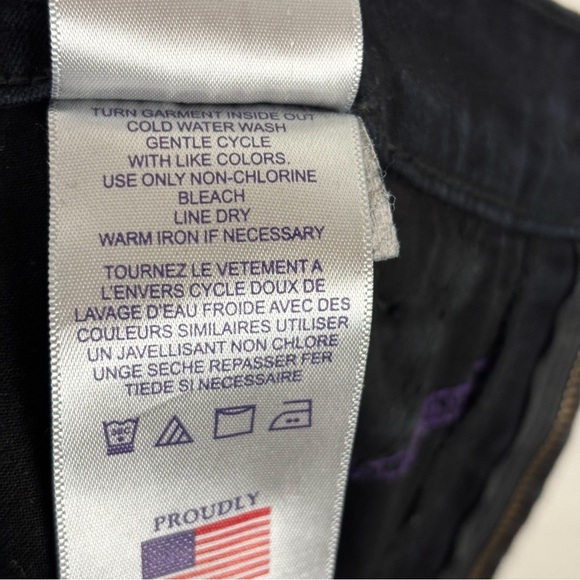 TURN GARMENT INSIDE OUT
COLD WATER WASH
GENTLE CYCLE
WITH LIKE COLORS.
USE ONLY NON-CHLORINE
BLEACH
LINE DRY
WARM IRON IF NECESSARY
TOURNEZ LE VETEMENT A
L'ENVERS CYCLE DOUX DE
LAVAGE D'EAU FROIDE AVEC DES
COULEURS SIMILAIRES UTILISER
UN JAVELLISANT NON CHLORE
UNGE SECHE REPASSER FER
TIEDE SI NECESSAIRE
PROUDLY